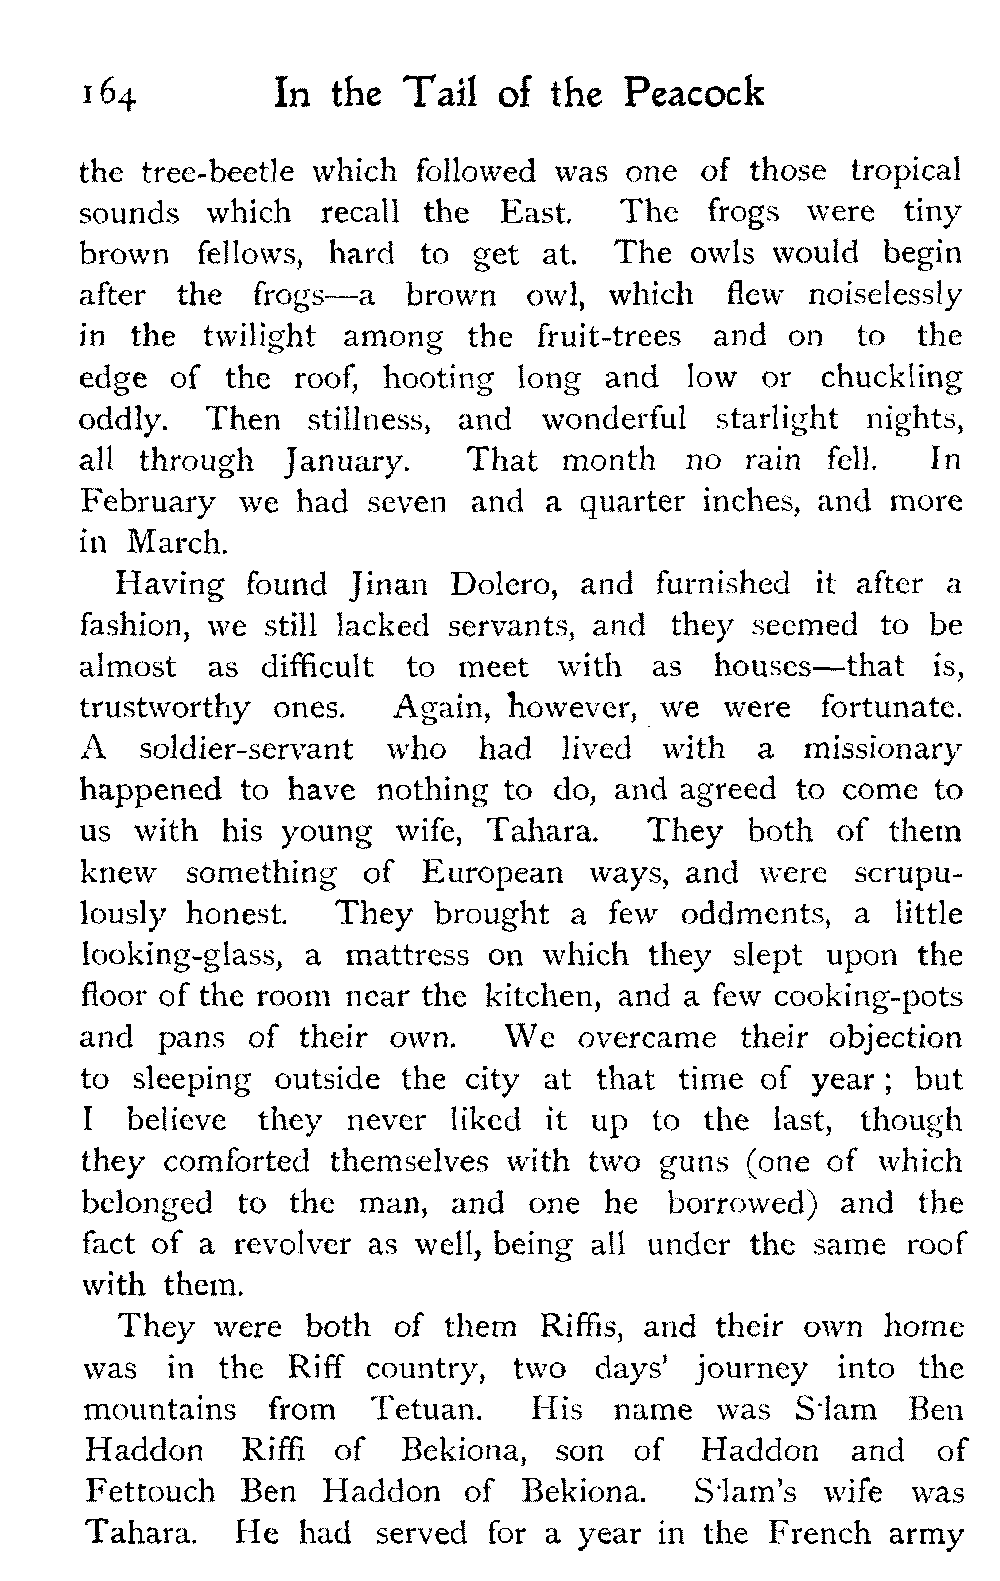 164 In the Tail of the Peacock
the tree-beetle which followed was one of those tropical
sounds which recall the East. The frogs were tiny
brown fellows, hard to get at. The owls would begin
after the frogs—a brown owl, which flew noiselessly
in the twilight among the fruit-trees and on to the
edge of the roof, hooting long and low or chuckling
oddly. Then stillness, and wonderful starlight nights,
all through January. That month no rain fell. In
February we had seven and a quarter inches, and more
in March.
Having found Jinan Dolero, and furnished it after a
fashion, we still lacked servants, and they seemed to be
almost as difficult to meet with as houses—that is,
trustworthy ones. Again, however, we were fortunate.
A soldier-servant who had lived with a missionary
happened to have nothing to do, and agreed to come to
us with his young wife, Tahara. They both of them
knew something of European ways, and were scrupu-
lously honest. They brought a few oddments, a little
looking-glass, a mattress on which they slept upon the
floor of the room near the kitchen, and a few cooking-pots
and pans of their own. We overcame their objection
to sleeping outside the city at that time of year; but
I believe they never liked it up to the last, though
they comforted themselves with two guns (one of which
belonged to the man, and one he borrowed) and the
fact of a revolver as well, being all under the same roof
with them.
They were both of them Riffis, and their own home
was in the Riff country, two days' journey into the
mountains from Tetuan. His name was S`lam Ben
Haddon Riffi of Bekiona, son of Haddon and of
Fettouch Ben Haddon of Bekiona. S`lam's wife was
Tahara. He had served for a year in the French army